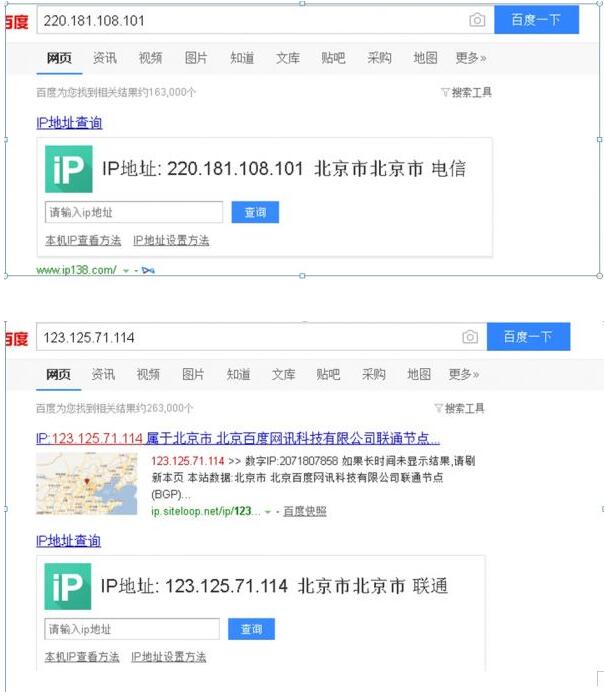 百度 220.181.108.101 百度一下
网页 资讯 视频 图片 知道 文库 贴吧 采购 地图 更多»
百度为您找到相关结果约163,000个 搜索工具
IP地址查询
iP IP地址: 220.181.108.101 北京市北京市 电信
请输入ip地址 查询
本机IP查看方法 IP地址设置方法
www.ip138.com/ -
百度 123.125.71.114 百度一下
网页 资讯 视频 图片 知道 文库 贴吧 采购 地图 更多»
百度为您找到相关结果约263,000个 搜索工具
IP:123.125.71.114 属于北京市 北京百度网讯科技有限公司联通节点...
123.125.71.114 >> 数字IP:2071807858 如果长时间未显示结果,请刷
新本页 本站数据:北京市 北京百度网讯科技有限公司联通节点
(BGP)...
ip.siteloop.net/ip/123... - 百度快照
IP地址查询
iP IP地址: 123.125.71.114 北京市北京市 联通
请输入ip地址 查询
本机IP查看方法 IP地址设置方法